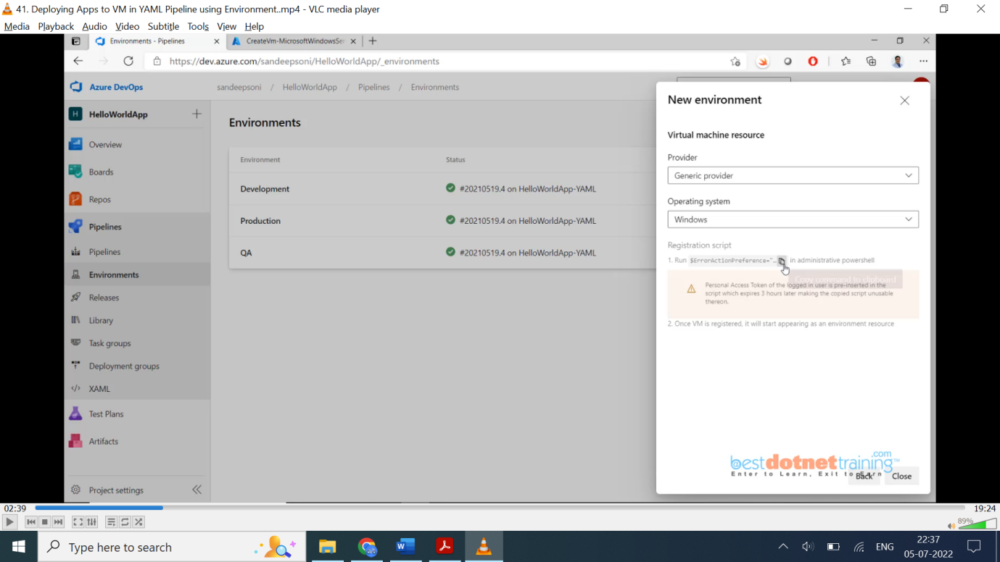 41. Deploying Apps to VM in YAML Pipeline using Environment..mp4 - VLC media player
Media Playback Audio Video Subtitle Tools View Help
Environments - Pipelines
CreateVm-MicrosoftWindowsSer
https://dev.azure.com/sandeepsoni/HelloWorldApp/_environments
Azure DevOps
sandeepsoni / HelloWorldApp / Pipelines / Environments
H HelloWorldApp
Overview
Boards
Repos
Pipelines
Pipelines
Environments
Releases
Library
Task groups
Deployment groups
XAML
Test Plans
Artifacts
Project settings
Environments
Environment Status
Development #20210519.4 on HelloWorldApp-YAML
Production #20210519.4 on HelloWorldApp-YAML
QA #20210519.4 on HelloWorldApp-YAML
New environment
Virtual machine resource
Provider
Generic provider
Operating system
Windows
Registration script
1. Run $ErrorActionPreference="… in administrative powershell
Copy command to clipboard
Personal Access Token of the logged in user is pre-inserted in the
script which expires 3 hours later making the copied script unusable
thereon.
2. Once VM is registered, it will start appearing as an environment resource
bestdotnettraining.com™
Enter to Learn, Exit to Earn
Back Close
02:39 19:24
89%
Type here to search
ENG
22:37
05-07-2022